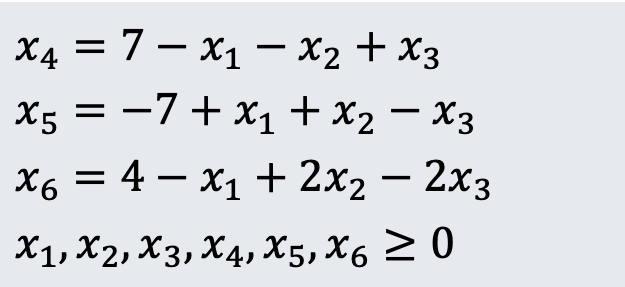 x₄ = 7 − x₁ − x₂ + x₃
x₅ = −7 + x₁ + x₂ − x₃
x₆ = 4 − x₁ + 2x₂ − 2x₃
x₁, x₂, x₃, x₄, x₅, x₆ ≥ 0